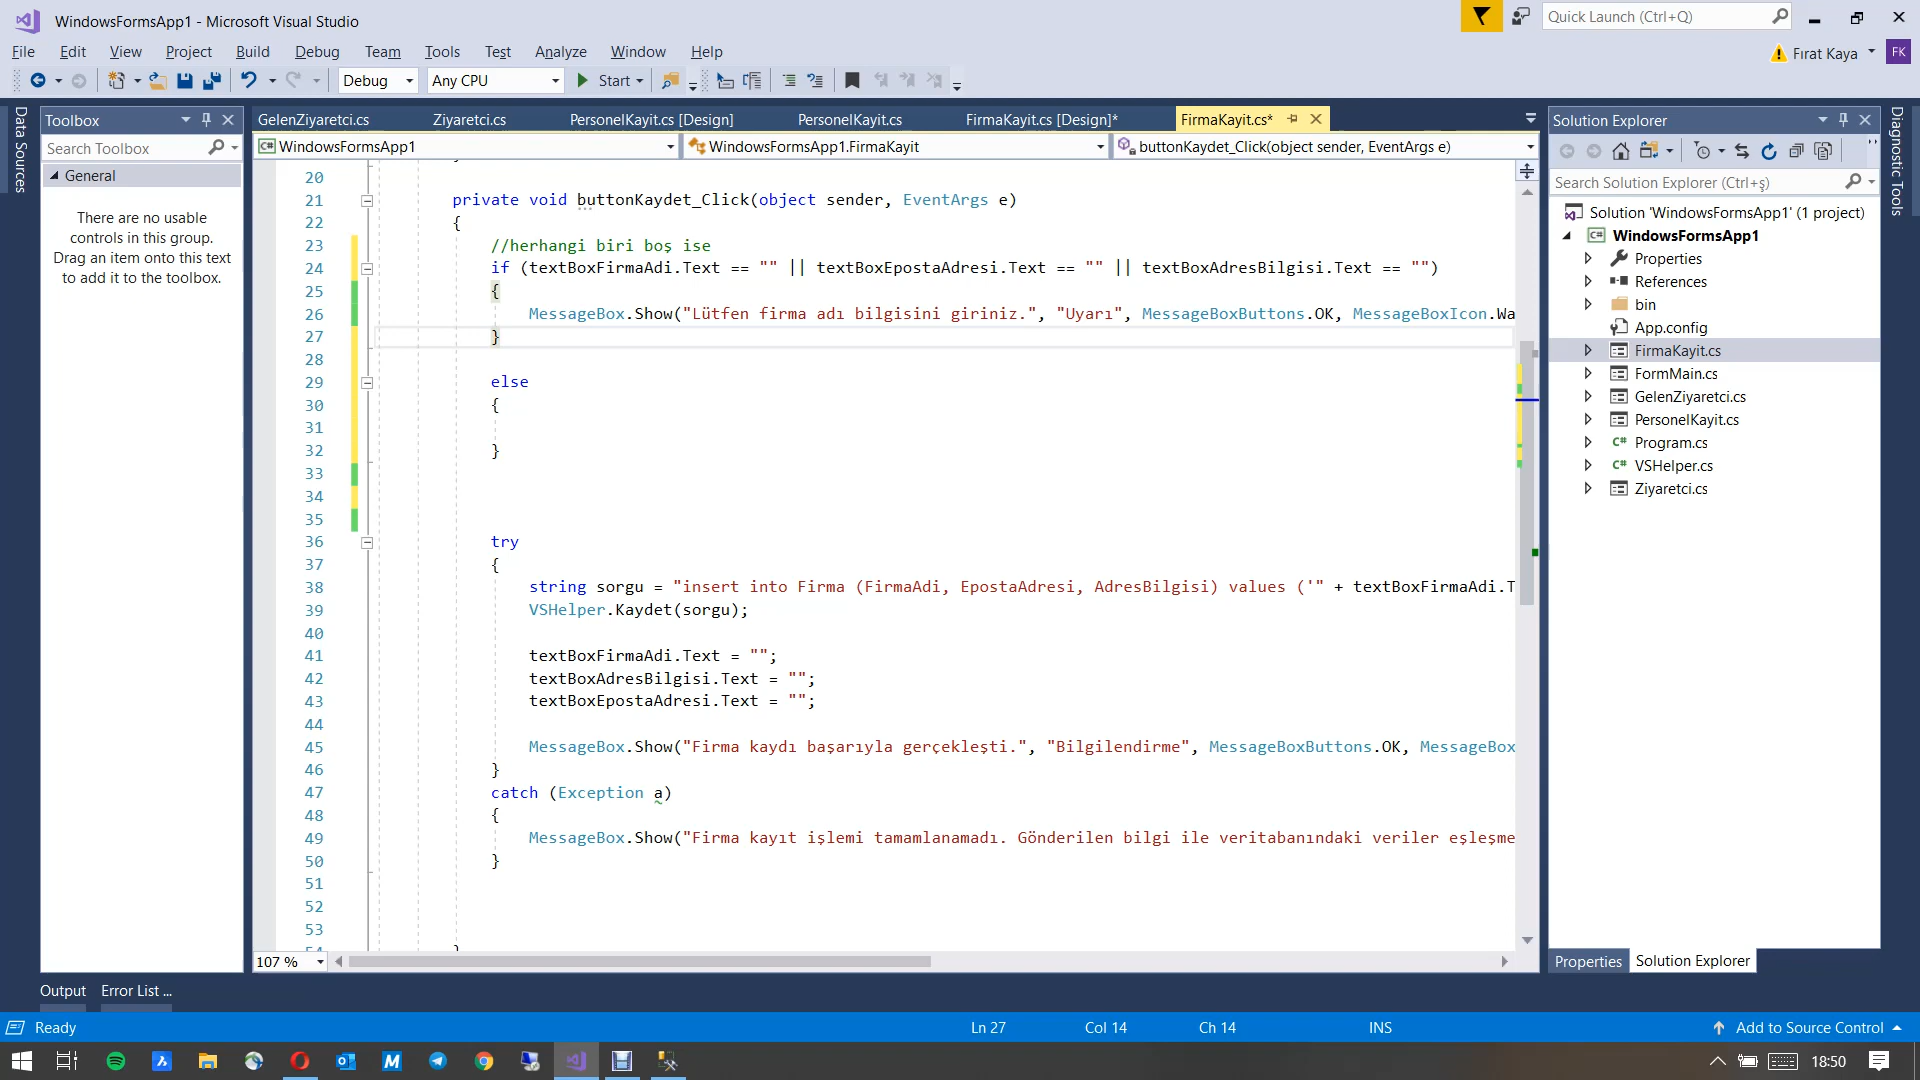 WindowsFormsApp1 - Microsoft Visual Studio
Quick Launch (Ctrl+Q)
File Edit View Project Build Debug Team Tools Test Analyze Window Help
Fırat Kaya
FK
Debug
Any CPU
Start
Data Sources
Toolbox
Search Toolbox
General
There are no usable
controls in this group.
Drag an item onto this text
to add it to the toolbox.
GelenZiyaretci.cs Ziyaretci.cs PersonelKayit.cs [Design] PersonelKayit.cs FirmaKayit.cs [Design]* FirmaKayit.cs*
WindowsFormsApp1 WindowsFormsApp1.FirmaKayit buttonKaydet_Click(object sender, EventArgs e)
20
21 private void buttonKaydet_Click(object sender, EventArgs e)
22 {
23 //herhangi biri boş ise
24 if (textBoxFirmaAdi.Text == "" || textBoxEpostaAdresi.Text == "" || textBoxAdresBilgisi.Text == "")
25 {
26 MessageBox.Show("Lütfen firma adı bilgisini giriniz.", "Uyarı", MessageBoxButtons.OK, MessageBoxIcon.Wa
27 }
28
29 else
30 {
31
32 }
33
34
35
36 try
37 {
38 string sorgu = "insert into Firma (FirmaAdi, EpostaAdresi, AdresBilgisi) values ('" + textBoxFirmaAdi.T
39 VSHelper.Kaydet(sorgu);
40
41 textBoxFirmaAdi.Text = "";
42 textBoxAdresBilgisi.Text = "";
43 textBoxEpostaAdresi.Text = "";
44
45 MessageBox.Show("Firma kaydı başarıyla gerçekleşti.", "Bilgilendirme", MessageBoxButtons.OK, MessageBox
46 }
47 catch (Exception a)
48 {
49 MessageBox.Show("Firma kayıt işlemi tamamlanamadı. Gönderilen bilgi ile veritabanındaki veriler eşleşme
50 }
51
52
53
107 %
Solution Explorer
Search Solution Explorer (Ctrl+ş)
Solution 'WindowsFormsApp1' (1 project)
WindowsFormsApp1
Properties
References
bin
App.config
FirmaKayit.cs
FormMain.cs
GelenZiyaretci.cs
PersonelKayit.cs
Program.cs
VSHelper.cs
Ziyaretci.cs
Properties Solution Explorer
Diagnostic Tools
Output Error List ...
Ready Ln 27 Col 14 Ch 14 INS Add to Source Control
18:50